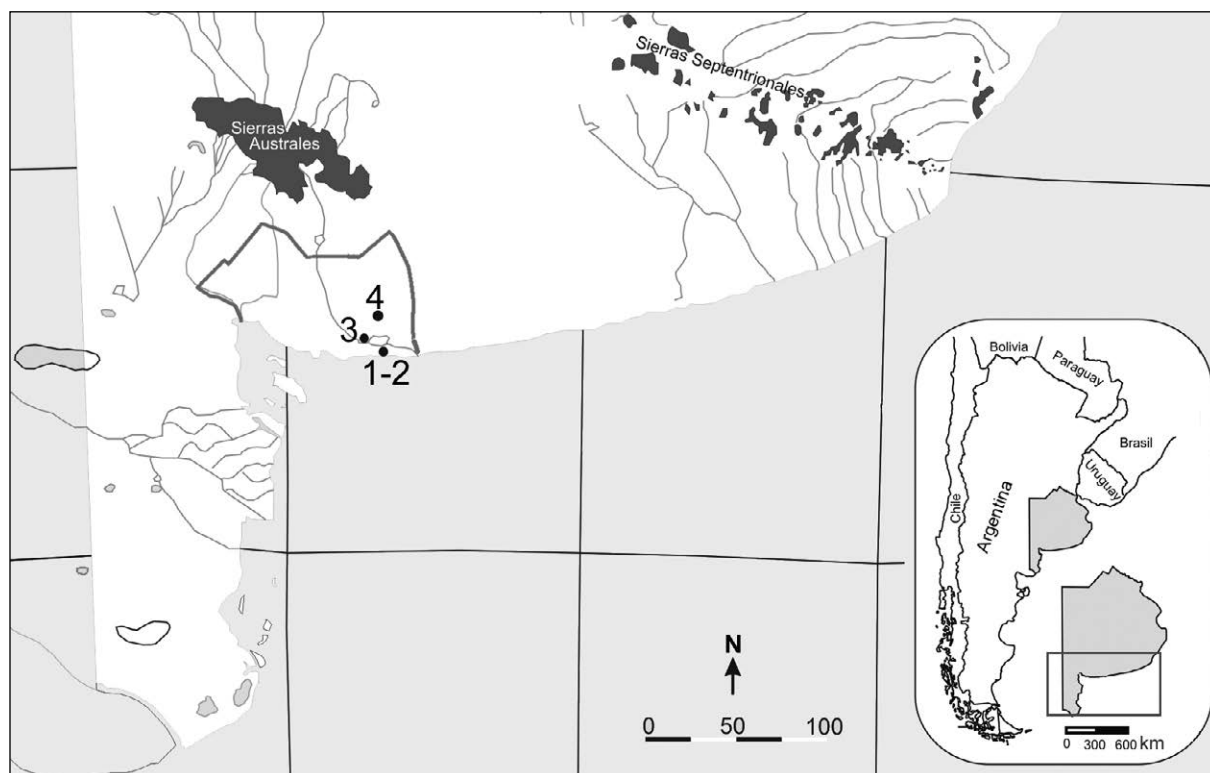 Sierras Septentrionales
Sierras
Australes
4
3
1-2
N
0 50 100
Bolivia
Paraguay
Brasil
Uruguay
Chile
Argentina
0 300 600 km